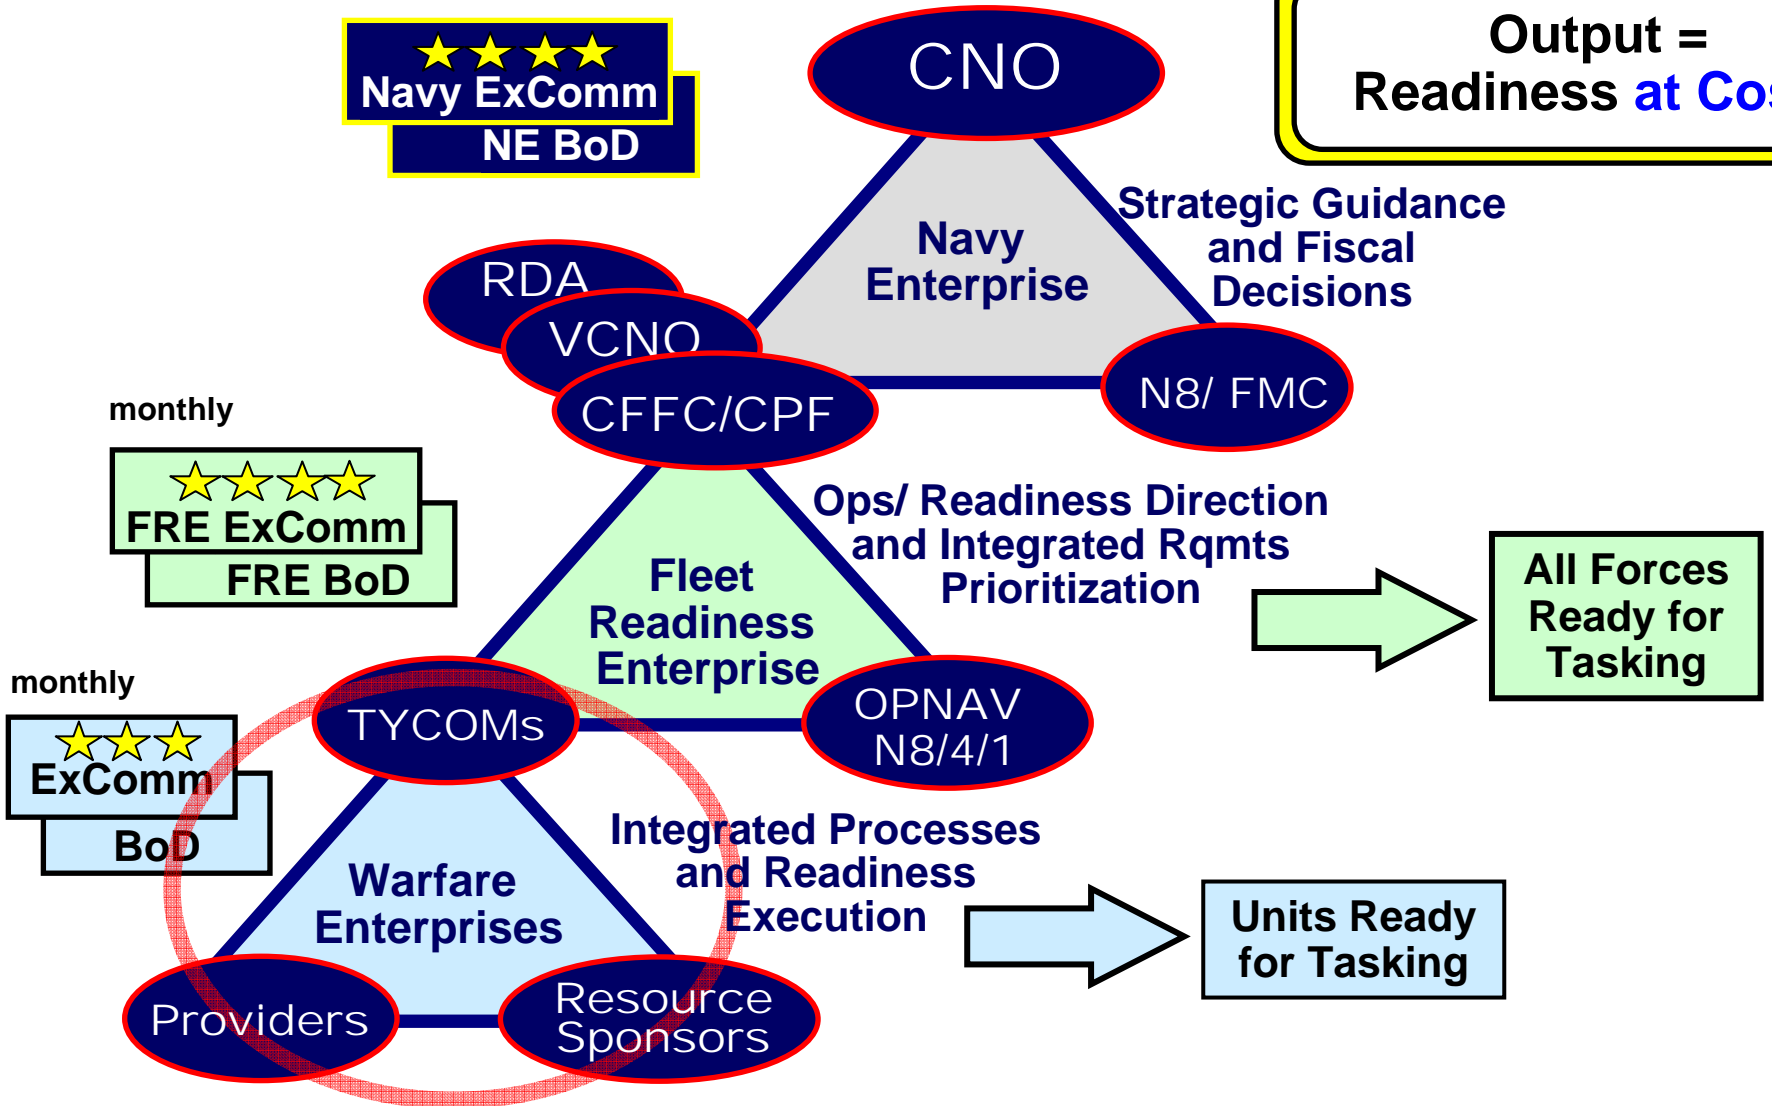 Navy ExComm
NE BoD
CNO
Output =
Readiness at
Navy
Enterprise
Strategic Guidance
and Fiscal
Decisions
RDA
VCNO
CFFC/CPF
N8/ FMC
monthly
FRE ExComm
FRE BoD
Fleet
Readiness
Enterprise
Ops/ Readiness Direction
and Integrated Rqmts
Prioritization
All Forces
Ready for
Tasking
monthly
ExComm
BoD
TYCOMs
OPNAV
N8/4/1
Warfare
Enterprises
Integrated Processes
and Readiness
Execution
Units Ready
for Tasking
Providers
Resource
Sponsors